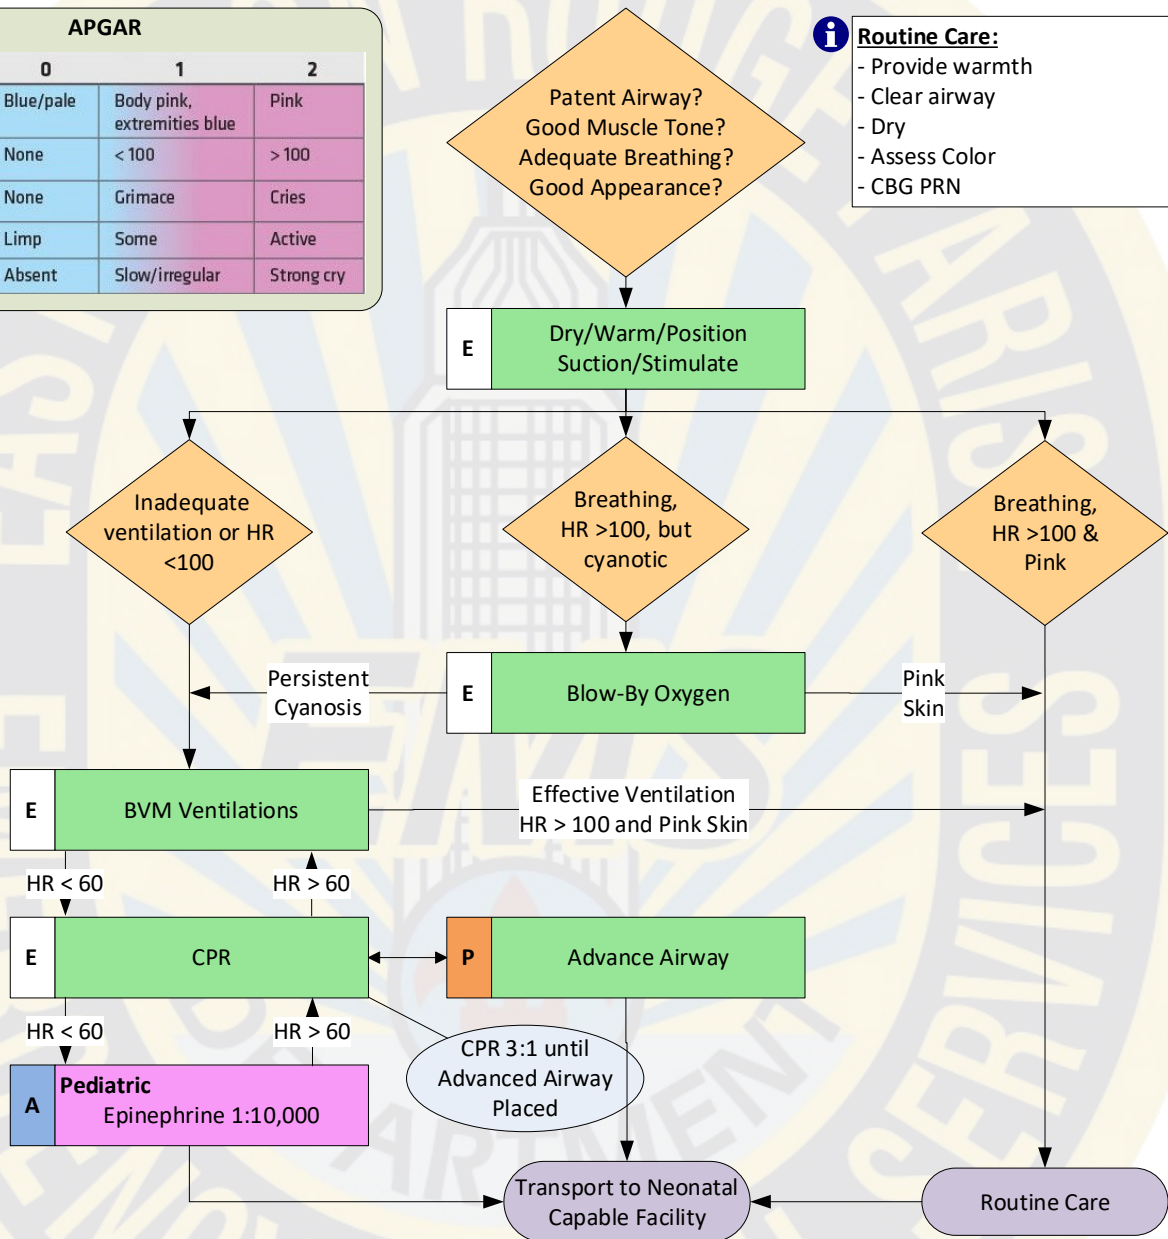 APGAR
0 1 2
Blue/pale Body pink, extremities blue Pink
None < 100 > 100
None Grimace Cries
Limp Some Active
Absent Slow/irregular Strong cry
Patent Airway?
Good Muscle Tone?
Adequate Breathing?
Good Appearance?
i
Routine Care:
- Provide warmth
- Clear airway
- Dry
- Assess Color
- CBG PRN
E
Dry/Warm/Position
Suction/Stimulate
Inadequate
ventilation or HR
<100
Breathing,
HR >100, but
cyanotic
Breathing,
HR >100 &
Pink
Persistent
Cyanosis
E
Blow-By Oxygen
Pink
Skin
E
BVM Ventilations
Effective Ventilation
HR > 100 and Pink Skin
HR < 60
HR > 60
E
CPR
P
Advance Airway
HR < 60
HR > 60
CPR 3:1 until
Advanced Airway
Placed
A
Pediatric
Epinephrine 1:10,000
Transport to Neonatal
Capable Facility
Routine Care
EMS
SERVICES